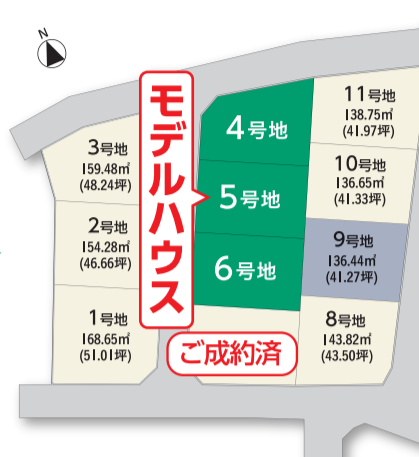 N
モデルハウス
3号地
159.48㎡
(48.24坪)
2号地
154.28㎡
(46.66坪)
1号地
168.65㎡
(51.01坪)
4号地
5号地
6号地
ご成約済
11号地
138.75㎡
(41.97坪)
10号地
136.65㎡
(41.33坪)
9号地
136.44㎡
(41.27坪)
8号地
143.82㎡
(43.50坪)